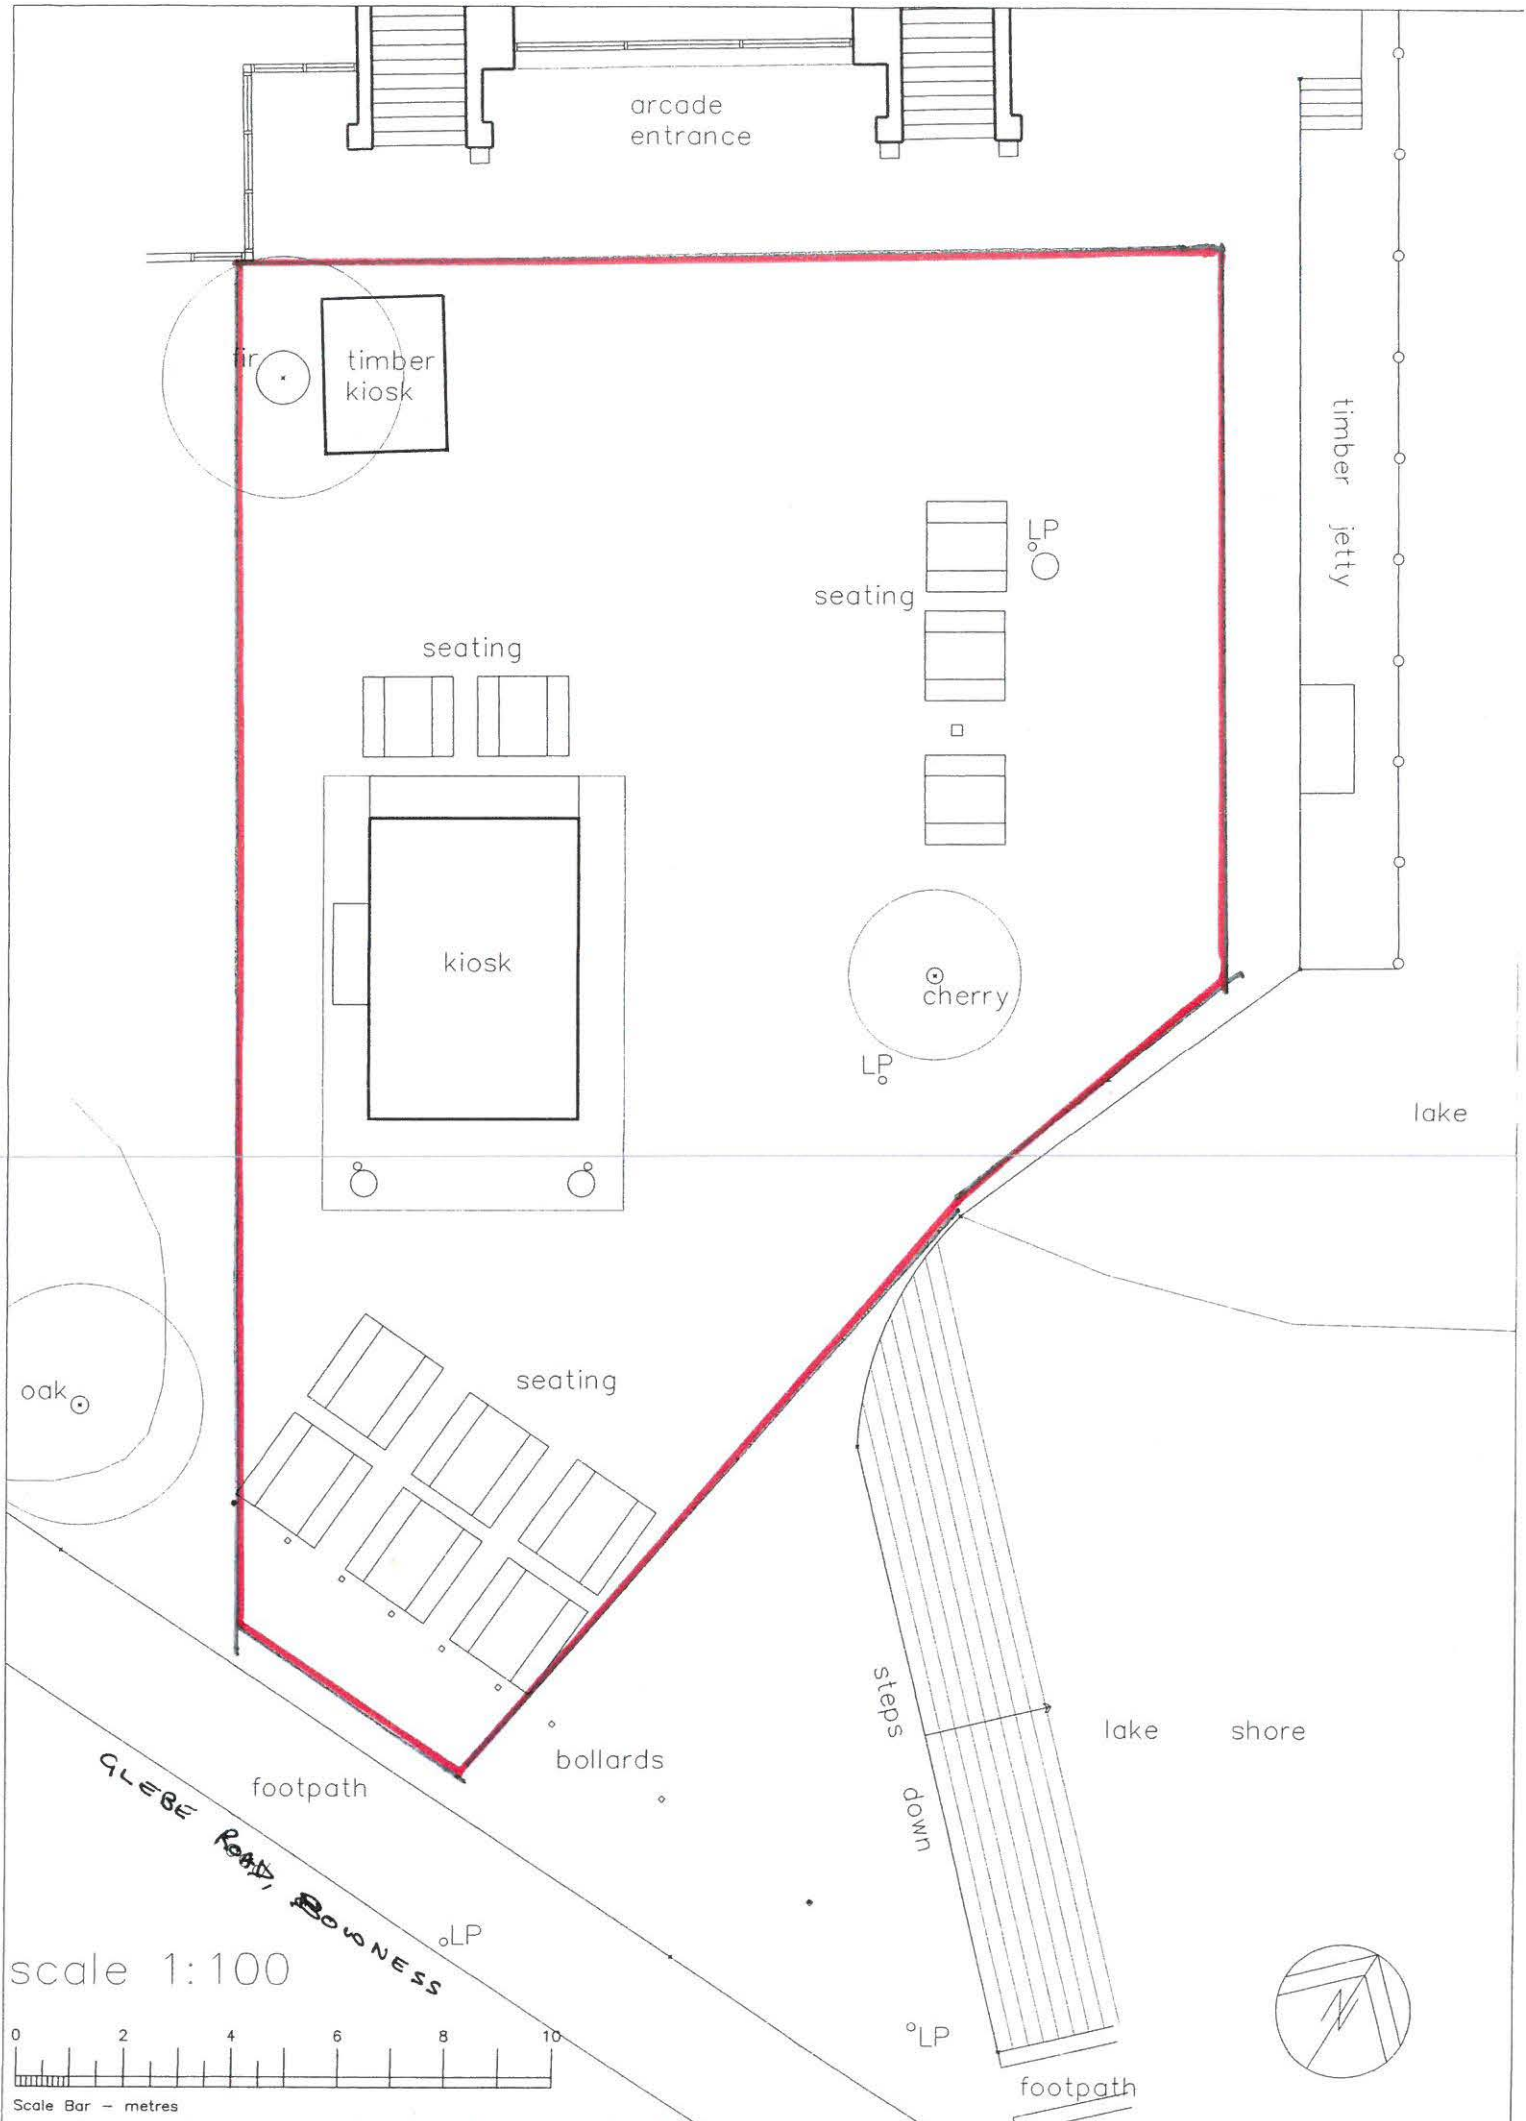 arcade
entrance
fir
timber
kiosk
timber jetty
LP
seating
seating
kiosk
cherry
LP
lake
oak
seating
steps down
lake shore
bollards
footpath
GLEBE ROAD, BOWNESS
LP
scale 1:100
0 2 4 6 8 10
Scale Bar – metres
LP
N
footpath